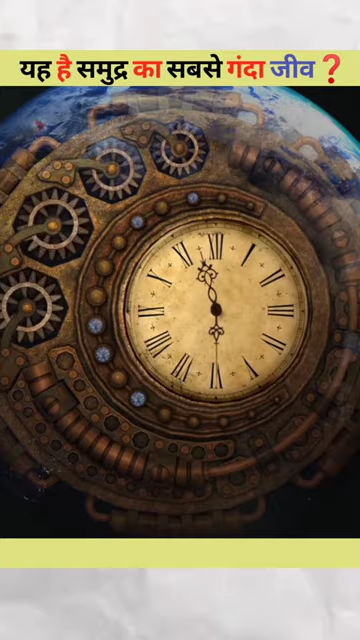 यह है समुद्र का सबसे गंदा जीव ❓